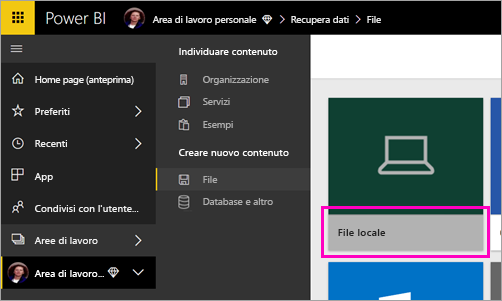 Power BI Area di lavoro personale > Recupera dati > File
Individuare contenuto
Home page (anteprima)
Organizzazione
Preferiti
Servizi
Recenti
Esempi
App
Creare nuovo contenuto
File
Condivisi con l'utente...
Database e altro
Aree di lavoro
Area di lavoro...
File locale